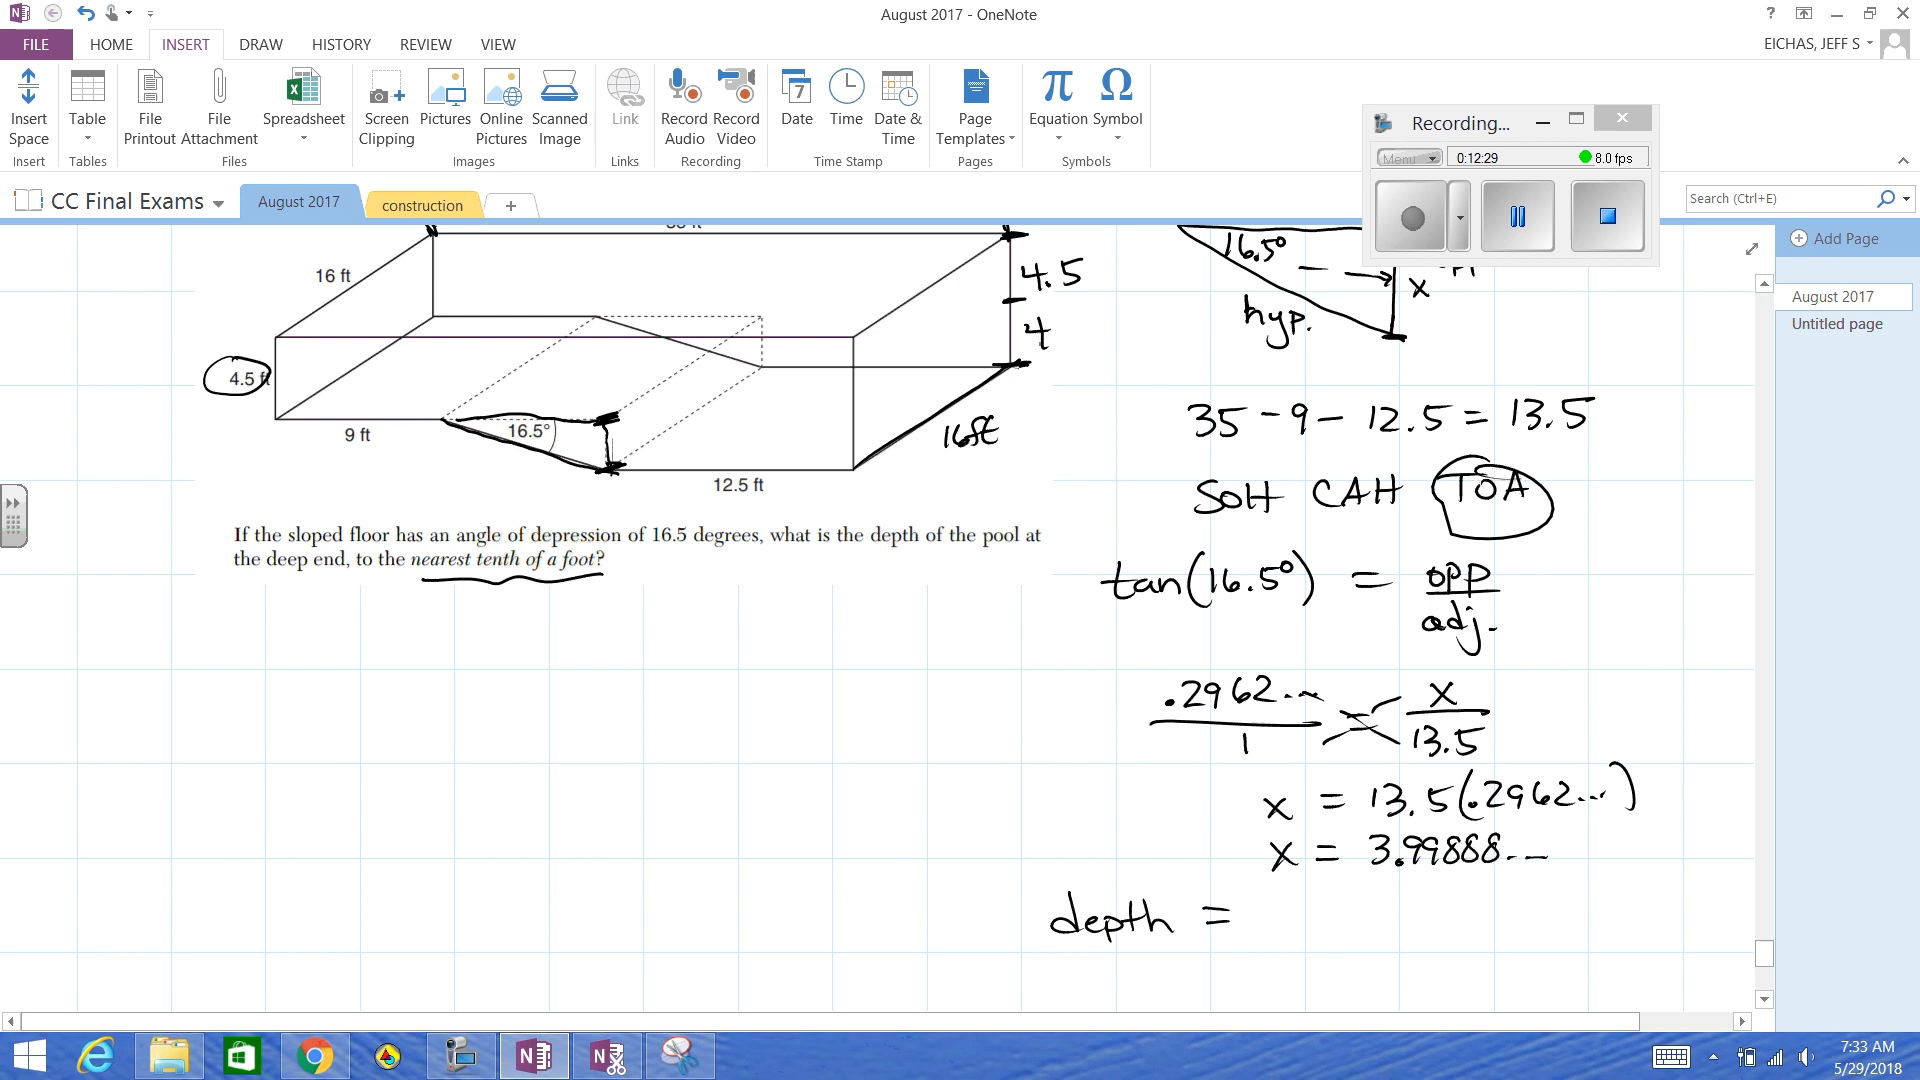 August 2017 - OneNote
?
FILE HOME INSERT DRAW HISTORY REVIEW VIEW
EICHAS, JEFF S
Insert Space
Table
File Printout
File Attachment
Spreadsheet
Screen Clipping
Pictures
Online Pictures
Scanned Image
Link
Record Audio
Record Video
Date
Time
Date & Time
Page Templates
Equation
Symbol
Insert Tables Files Images Links Recording Time Stamp Pages Symbols
Recording...
Menu 0:12:29 8.0 fps
CC Final Exams
August 2017
construction
+
Search (Ctrl+E)
Add Page
August 2017
Untitled page
16 ft
4.5
4
4.5 ft
9 ft
16.5°
12.5 ft
16ft
If the sloped floor has an angle of depression of 16.5 degrees, what is the depth of the pool at
the deep end, to the nearest tenth of a foot?
16.5°
x
hyp.
35 - 9 - 12.5 = 13.5
SOH CAH TOA
tan(16.5°) = opp
adj.
.2962... = x
1 13.5
x = 13.5(.2962...)
x = 3.99888...
depth =
7:33 AM
5/29/2018